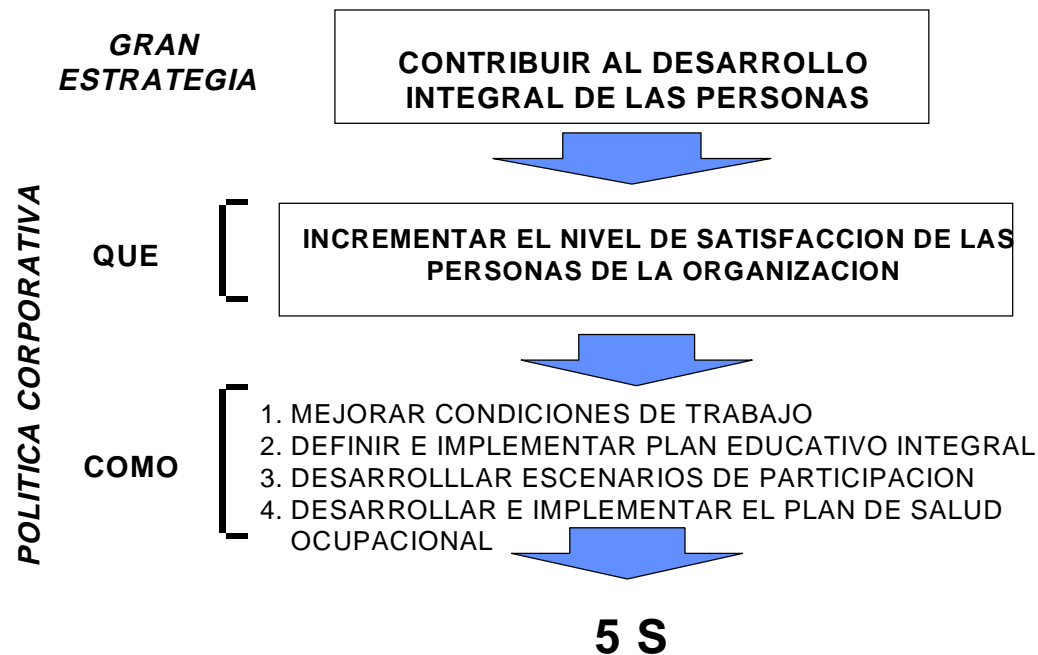 GRAN
ESTRATEGIA
CONTRIBUIR AL DESARROLLO
INTEGRAL DE LAS PERSONAS
POLITICA CORPORATIVA
QUE
INCREMENTAR EL NIVEL DE SATISFACCION DE LAS
PERSONAS DE LA ORGANIZACION
COMO
1. MEJORAR CONDICIONES DE TRABAJO
2. DEFINIR E IMPLEMENTAR PLAN EDUCATIVO INTEGRAL
3. DESARROLLLAR ESCENARIOS DE PARTICIPACION
4. DESARROLLAR E IMPLEMENTAR EL PLAN DE SALUD
OCUPACIONAL
5 S